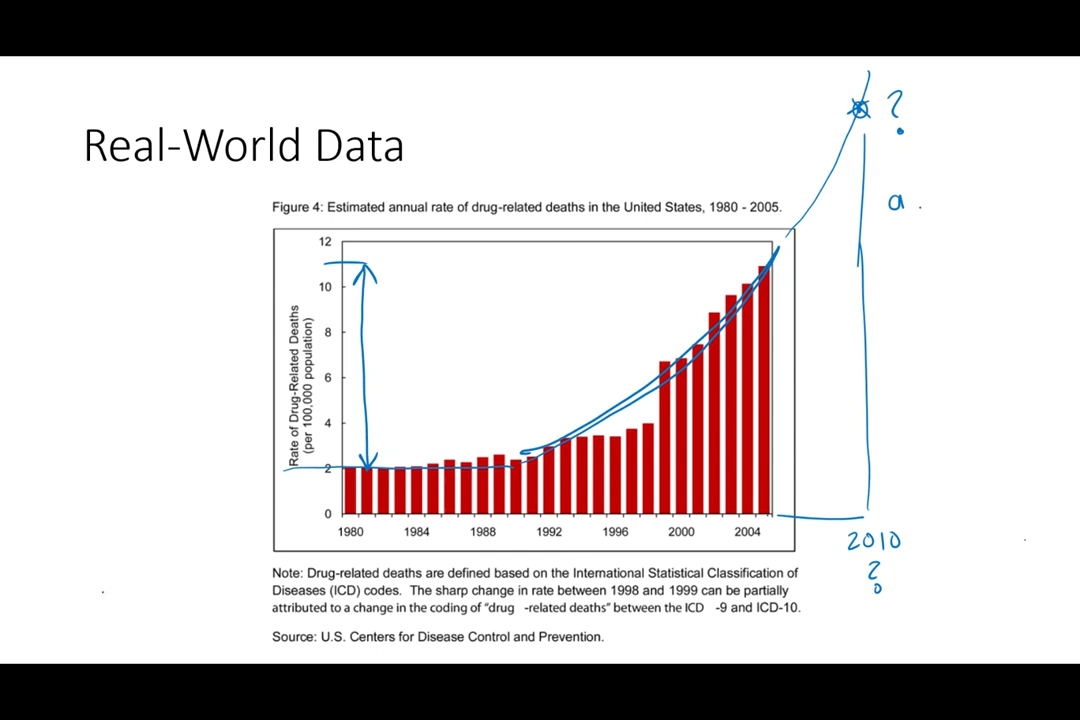 Real-World Data
?
a.
Figure 4: Estimated annual rate of drug-related deaths in the United States, 1980 - 2005.
Rate of Drug-Related Deaths
(per 100,000 population)
12
10
8
6
4
2
0
1980 1984 1988 1992 1996 2000 2004
2010
?
Note: Drug-related deaths are defined based on the International Statistical Classification of
Diseases (ICD) codes. The sharp change in rate between 1998 and 1999 can be partially
attributed to a change in the coding of “drug -related deaths” between the ICD -9 and ICD-10.
Source: U.S. Centers for Disease Control and Prevention.